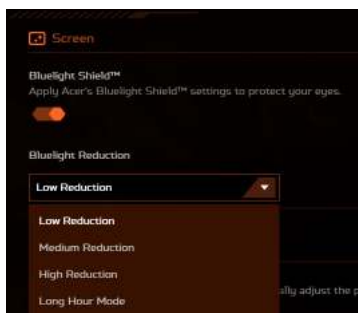 Screen
Bluelight Shield™
Apply Acer's Bluelight Shield™ settings to protect your eyes.
Bluelight Reduction
Low Reduction
Low Reduction
Medium Reduction
High Reduction
ally adjust the p
Long Hour Mode